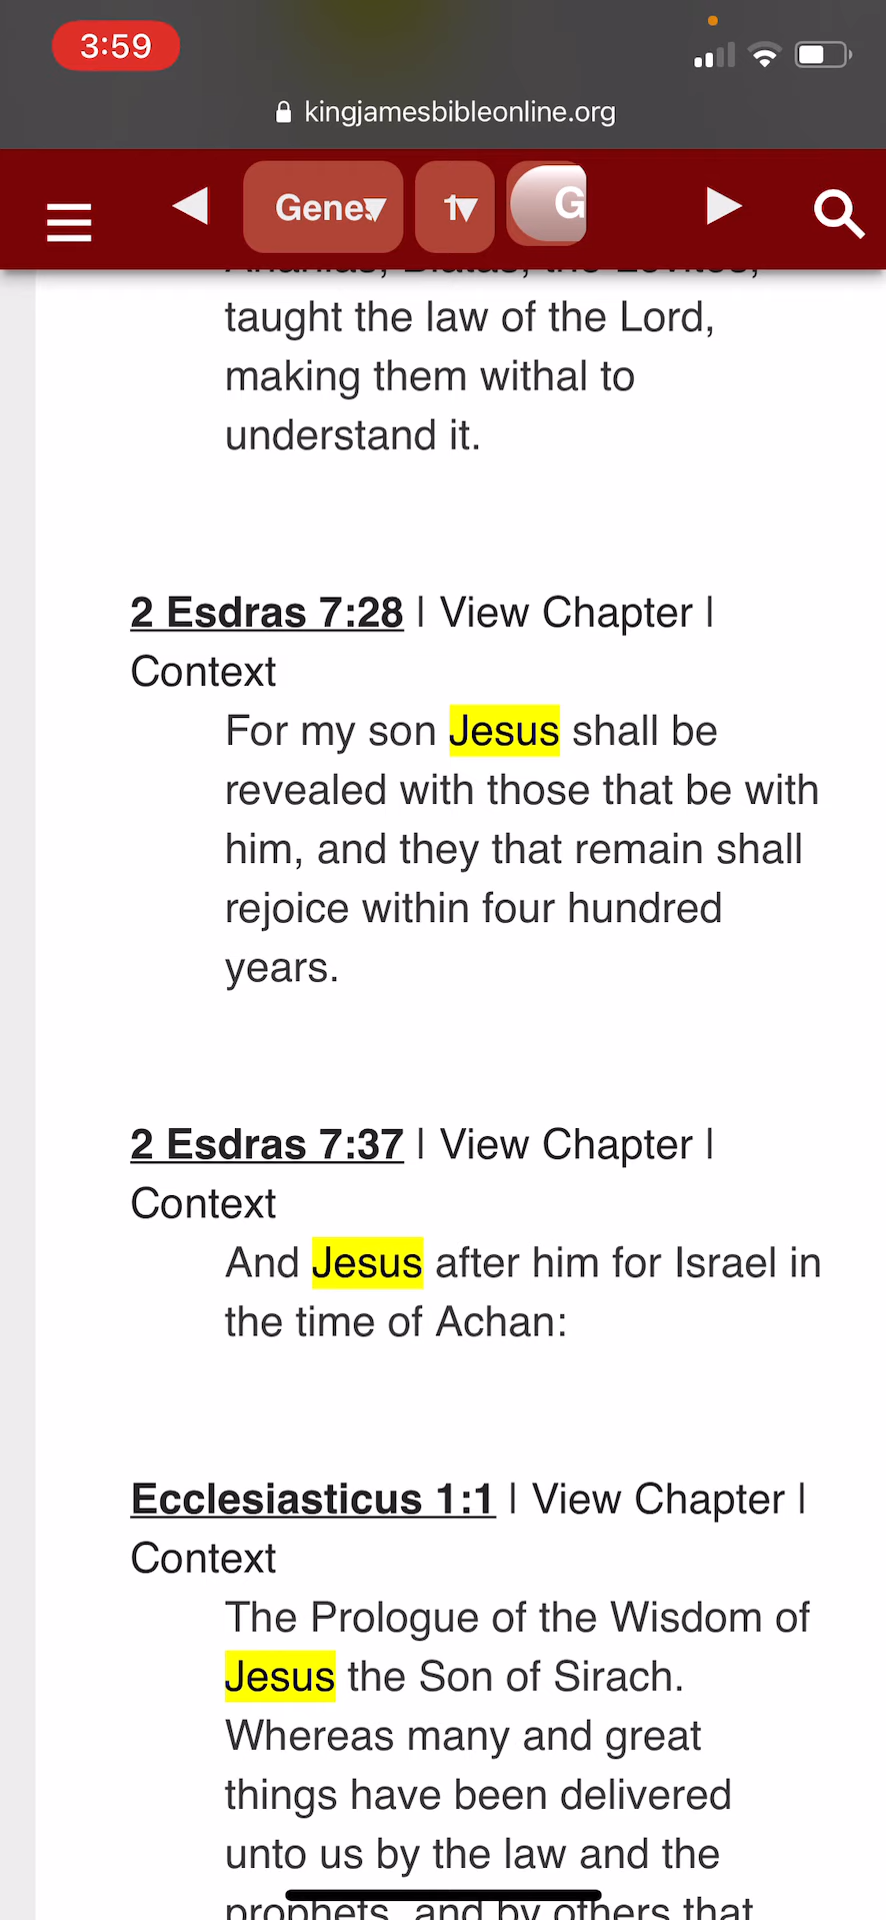 3:59
kingjamesbibleonline.org
Gene
1
G
taught the law of the Lord,
making them withal to
understand it.
2 Esdras 7:28 | View Chapter |
Context
For my son Jesus shall be
revealed with those that be with
him, and they that remain shall
rejoice within four hundred
years.
2 Esdras 7:37 | View Chapter |
Context
And Jesus after him for Israel in
the time of Achan:
Ecclesiasticus 1:1 | View Chapter |
Context
The Prologue of the Wisdom of
Jesus the Son of Sirach.
Whereas many and great
things have been delivered
unto us by the law and the
prophets, and by others that